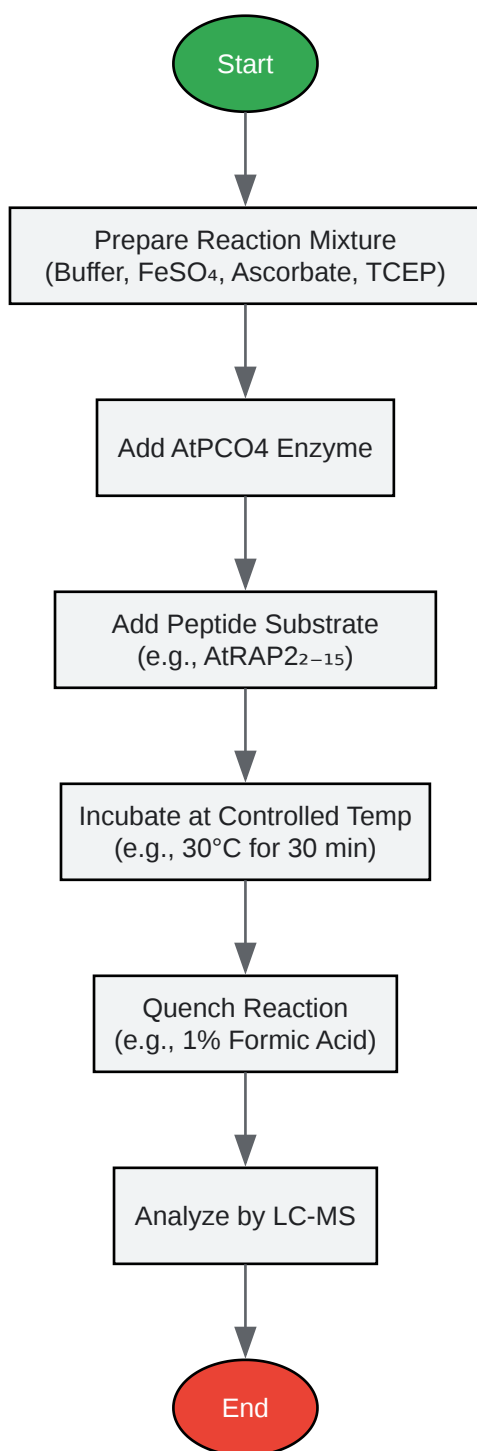 Start
Prepare Reaction Mixture
(Buffer, FeSO₄, Ascorbate, TCEP)
Add AtPCO4 Enzyme
Add Peptide Substrate
(e.g., AtRAP2₂₋₁₅)
Incubate at Controlled Temp
(e.g., 30°C for 30 min)
Quench Reaction
(e.g., 1% Formic Acid)
Analyze by LC-MS
End